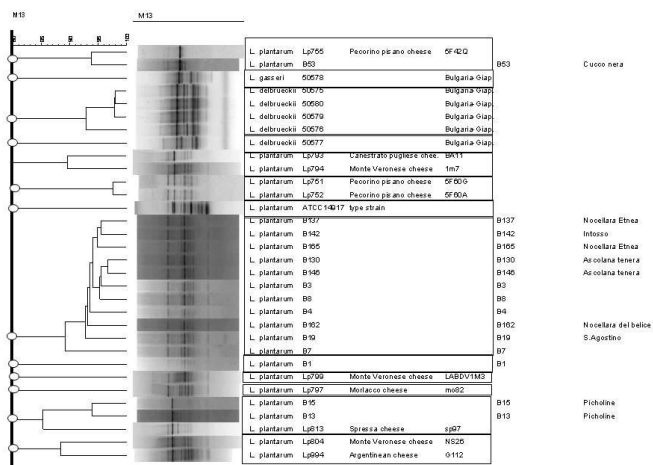 M13 M13
80 85 90 95 100
L. plantarum Lp755 Pecorino pisano cheese 5F42Q
L. plantarum B53 B53 Cucco nera
L. gasseri 50578 Bulgaria-Giap
L. delbrueckii 50575 Bulgaria-Giap.
L. delbrueckii 50580 Bulgaria-Giap.
L. delbrueckii 50579 Bulgaria-Giap.
L. delbrueckii 50576 Bulgaria-Giap.
L. delbrueckii 50577 Bulgaria-Giap.
L. plantarum Lp793 Canestrato pugliese chee. BA11
L. plantarum Lp794 Monte Veronese cheese 1m7
L. plantarum Lp751 Pecorino pisano cheese 5F60G
L. plantarum Lp752 Pecorino pisano cheese 5F60A
L. plantarum ATCC14917 type strain
L. plantarum B137 B137 Nocellara Etnea
L. plantarum B142 B142 Intosso
L. plantarum B165 B165 Nocellara Etnea
L. plantarum B130 B130 Ascolana tenera
L. plantarum B146 B146 Ascolana tenera
L. plantarum B3 B3
L. plantarum B8 B8
L. plantarum B4 B4
L. plantarum B162 B162 Nocellara del belice
L. plantarum B19 B19 S.Agostino
L. plantarum B7 B7
L. plantarum B1 B1
L. plantarum Lp799 Monte Veronese cheese LABDV1M3
L. plantarum Lp797 Morlacco cheese mo82
L. plantarum B15 B15 Picholine
L. plantarum B13 B13 Picholine
L. plantarum Lp813 Spressa cheese sp97
L. plantarum Lp804 Monte Veronese cheese NS26
L. plantarum Lp994 Argentinean cheese G112